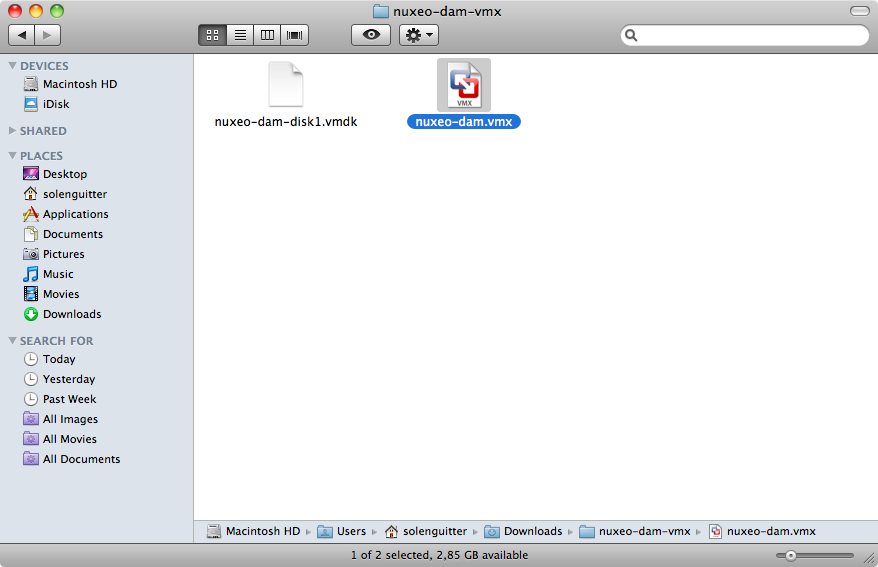 nuxeo-dam-vmx
DEVICES
Macintosh HD
iDisk
SHARED
PLACES
Desktop
solenguitter
Applications
Documents
Pictures
Music
Movies
Downloads
SEARCH FOR
Today
Yesterday
Past Week
All Images
All Movies
All Documents
VMX
nuxeo-dam-disk1.vmdk nuxeo-dam.vmx
Macintosh HD Users solenguitter Downloads nuxeo-dam-vmx nuxeo-dam.vmx
1 of 2 selected, 2,85 GB available